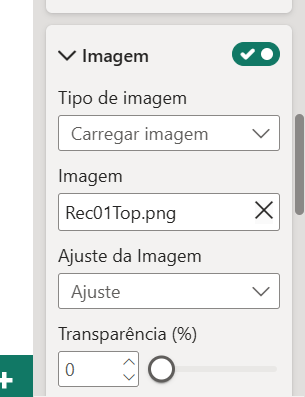 Imagem
Tipo de imagem
Carregar imagem
Imagem
Rec01Top.png
Ajuste da Imagem
Ajuste
Transparência (%)
0